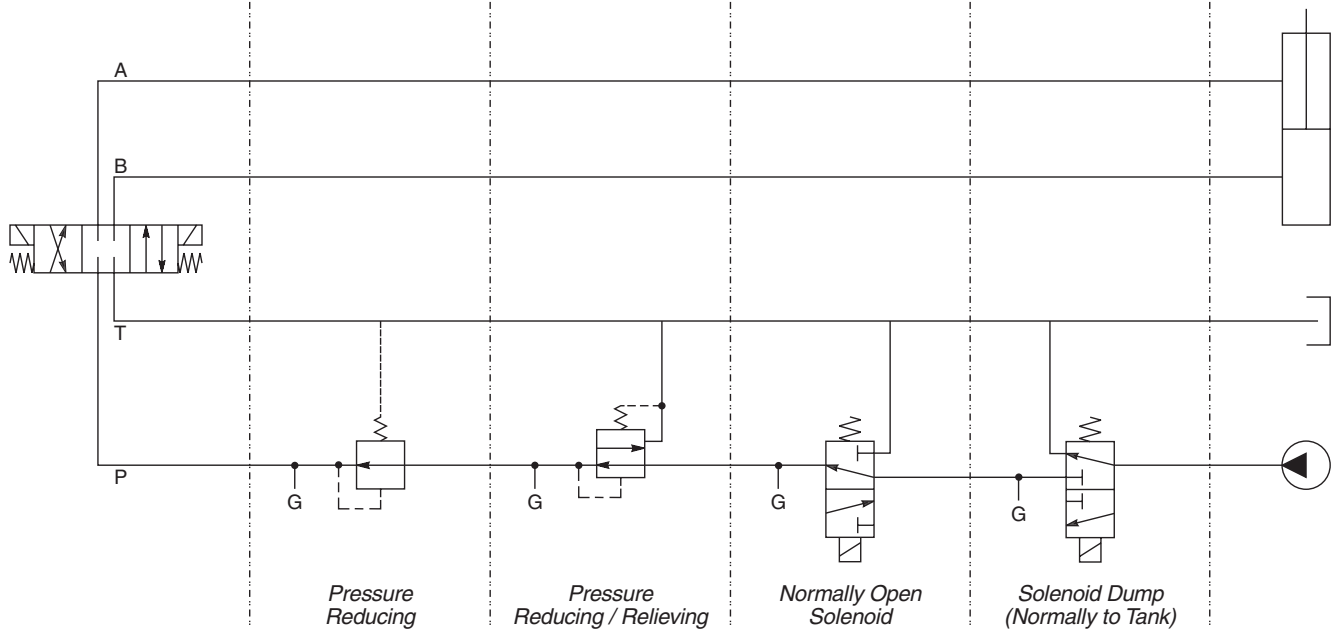 A
B
T
P
G
G
G
G
Pressure
Reducing
Pressure
Reducing / Relieving
Normally Open
Solenoid
Solenoid Dump
(Normally to Tank)